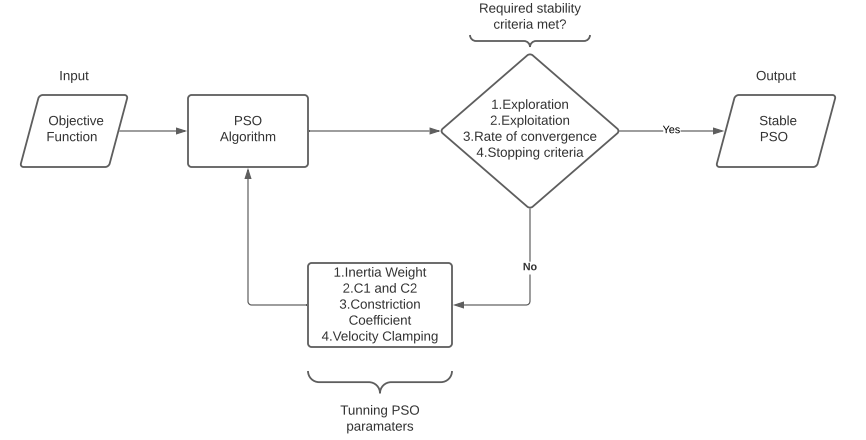 Required stability
criteria met?
Input
Output
Objective
Function
PSO
Algorithm
1.Exploration
2.Exploitation
3.Rate of convergence
4.Stopping criteria
Yes
Stable
PSO
No
1.Inertia Weight
2.C1 and C2
3.Constriction
Coefficient
4.Velocity Clamping
Tunning PSO
paramaters